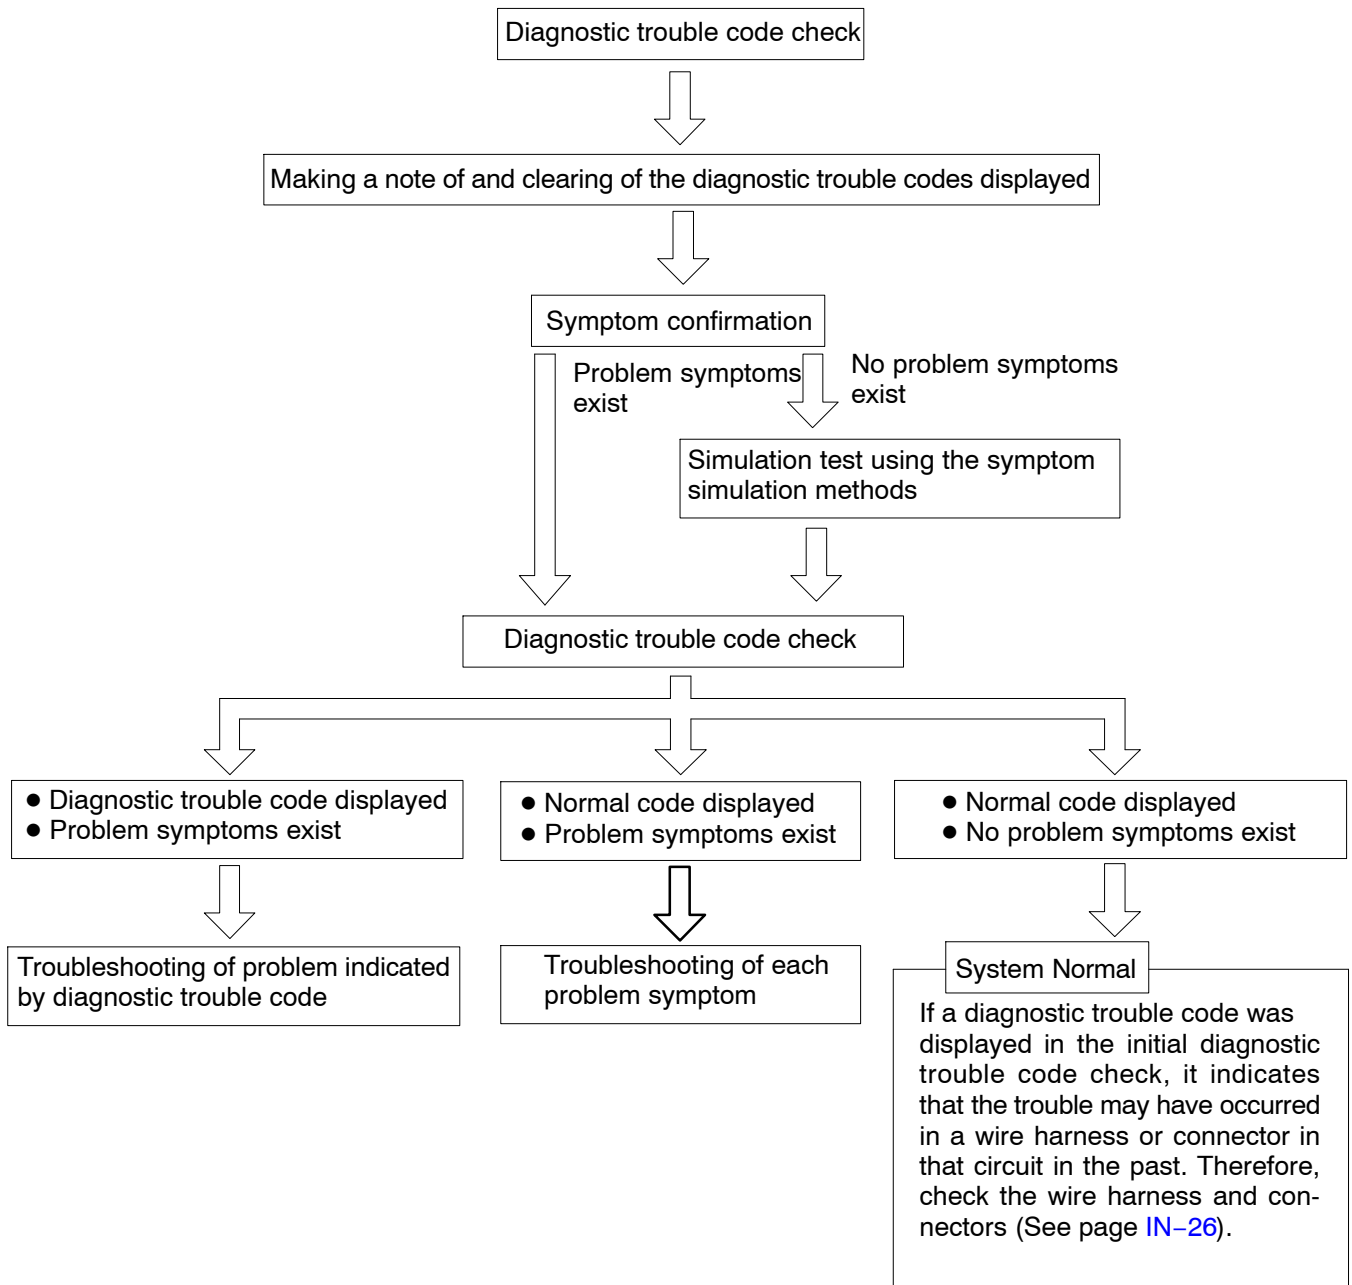 Diagnostic trouble code check
Making a note of and clearing of the diagnostic trouble codes displayed
Symptom confirmation
Problem symptoms
exist
No problem symptoms
exist
Simulation test using the symptom
simulation methods
Diagnostic trouble code check
● Diagnostic trouble code displayed
● Problem symptoms exist
● Normal code displayed
● Problem symptoms exist
● Normal code displayed
● No problem symptoms exist
Troubleshooting of problem indicated
by diagnostic trouble code
Troubleshooting of each
problem symptom
System Normal
If a diagnostic trouble code was
displayed in the initial diagnostic
trouble code check, it indicates
that the trouble may have occurred
in a wire harness or connector in
that circuit in the past. Therefore,
check the wire harness and con-
nectors (See page IN−26).